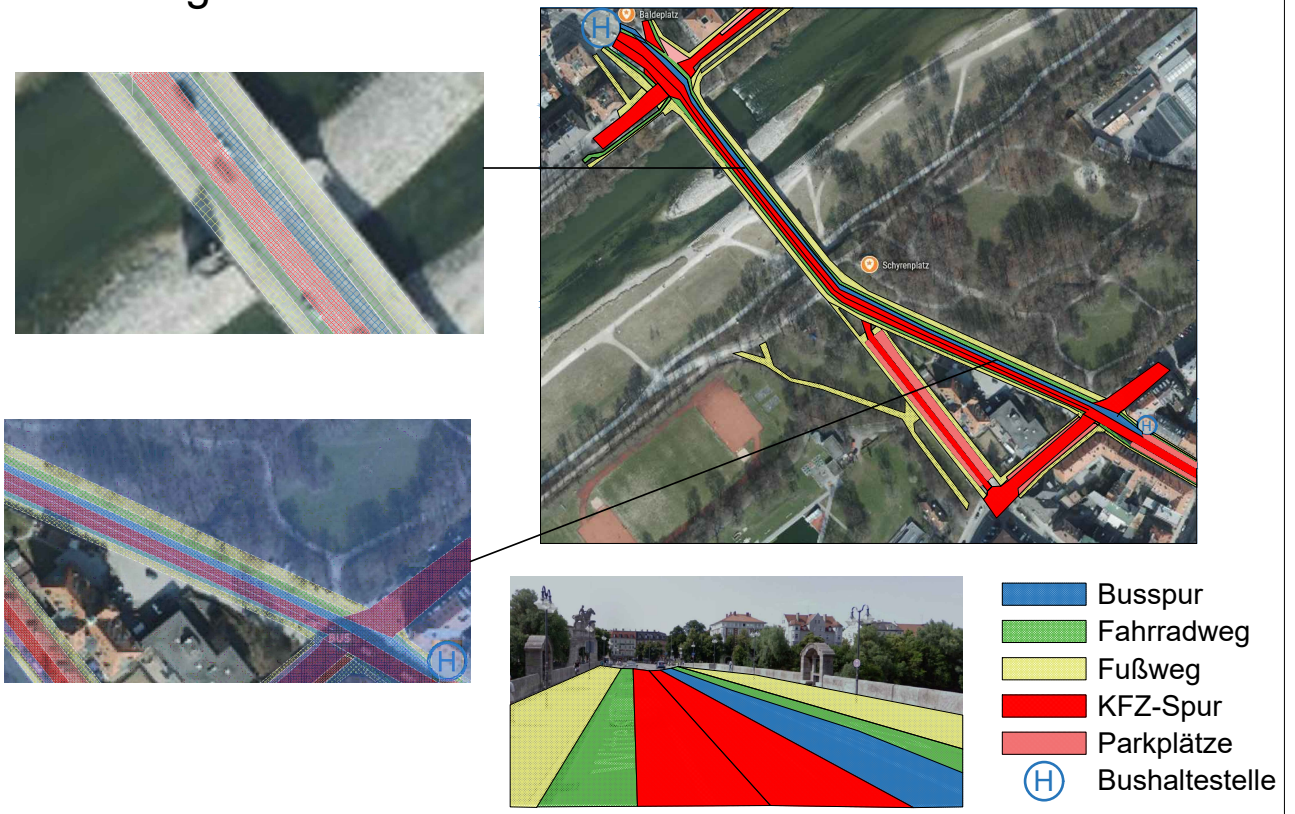 H
Baldeplatz
Schyrenplatz
H
BUS
H
Busspur
Fahrradweg
Fußweg
KFZ-Spur
Parkplätze
H
Bushaltestelle